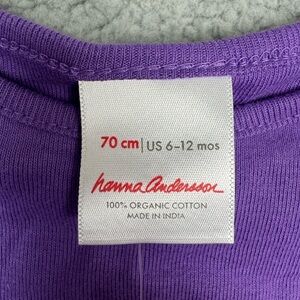 70 cm | US 6-12 mos
hanna andersson
100% ORGANIC COTTON
MADE IN INDIA